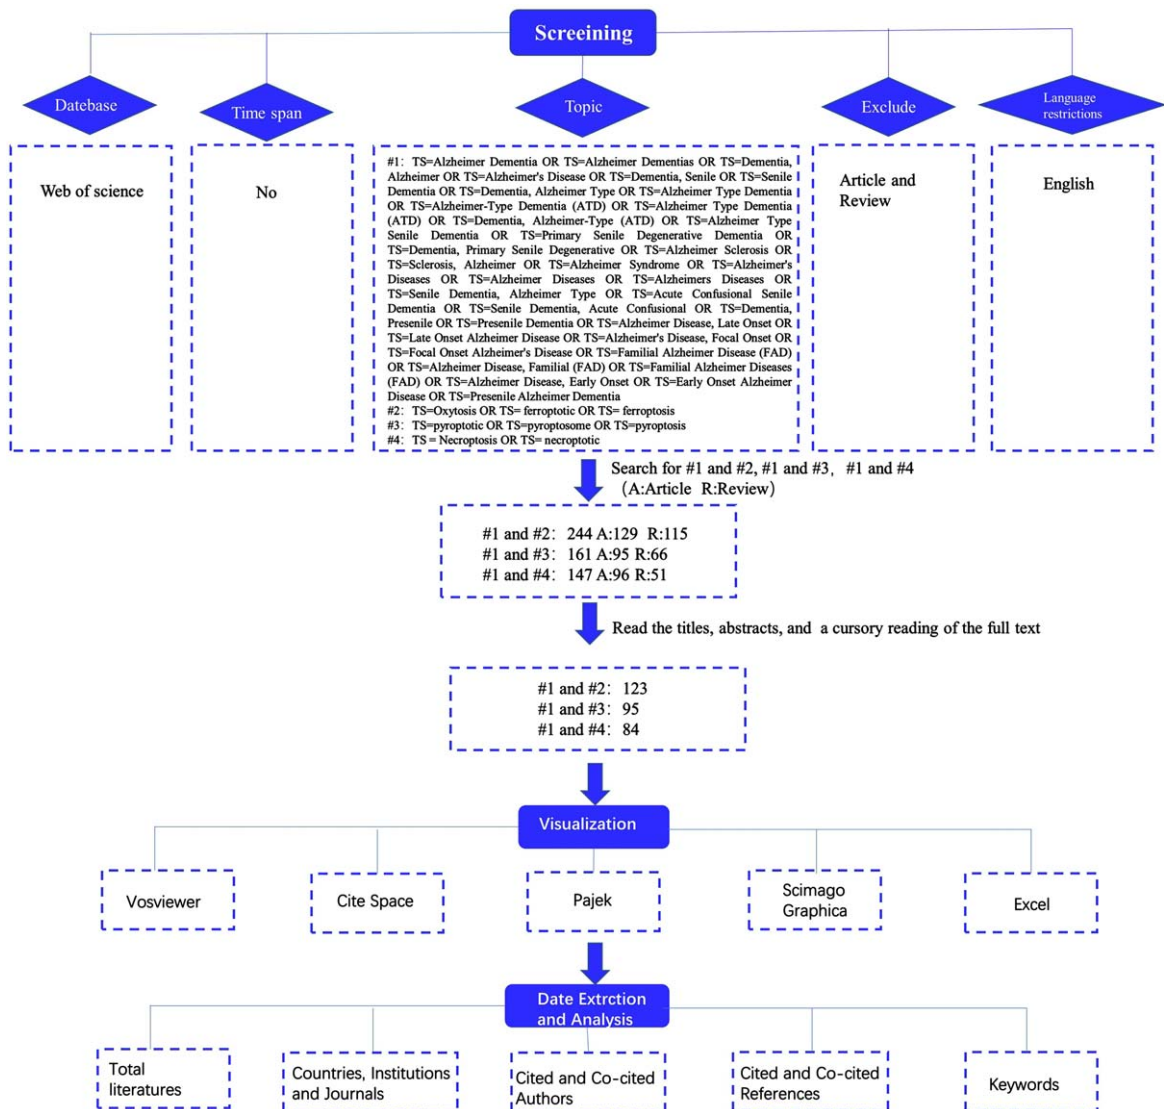 Screeining
Datebase
Time span
Topic
Exclude
Language
restrictions
Web of science
No
#1： TS=Alzheimer Dementia OR TS=Alzheimer Dementias OR TS=Dementia,
Alzheimer OR TS=Alzheimer's Disease OR TS=Dementia, Senile OR TS=Senile
Dementia OR TS=Dementia, Alzheimer Type OR TS=Alzheimer Type Dementia
OR TS=Alzheimer-Type Dementia (ATD) OR TS=Alzheimer Type Dementia
(ATD) OR TS=Dementia, Alzheimer-Type (ATD) OR TS=Alzheimer Type
Senile Dementia OR TS=Primary Senile Degenerative Dementia OR
TS=Dementia, Primary Senile Degenerative OR TS=Alzheimer Sclerosis OR
TS=Sclerosis, Alzheimer OR TS=Alzheimer Syndrome OR TS=Alzheimer's
Diseases OR TS=Alzheimer Diseases OR TS=Alzheimers Diseases OR
TS=Senile Dementia, Alzheimer Type OR TS=Acute Confusional Senile
Dementia OR TS=Senile Dementia, Acute Confusional OR TS=Dementia,
Presenile OR TS=Presenile Dementia OR TS=Alzheimer Disease, Late Onset OR
TS=Late Onset Alzheimer Disease OR TS=Alzheimer's Disease, Focal Onset OR
TS=Focal Onset Alzheimer's Disease OR TS=Familial Alzheimer Disease (FAD)
OR TS=Alzheimer Disease, Familial (FAD) OR TS=Familial Alzheimer Diseases
(FAD) OR TS=Alzheimer Disease, Early Onset OR TS=Early Onset Alzheimer
Disease OR TS=Presenile Alzheimer Dementia
#2： TS=Oxytosis OR TS= ferroptotic OR TS= ferroptosis
#3： TS=pyroptotic OR TS=pyroptosome OR TS=pyroptosis
#4： TS = Necroptosis OR TS= necroptotic
Article and
Review
English
Search for #1 and #2, #1 and #3， #1 and #4
（A:Article R:Review）
#1 and #2： 244 A:129 R:115
#1 and #3： 161 A:95 R:66
#1 and #4： 147 A:96 R:51
Read the titles, abstracts, and a cursory reading of the full text
#1 and #2： 123
#1 and #3： 95
#1 and #4： 84
Visualization
Vosviewer
Cite Space
Pajek
Scimago
Graphica
Excel
Date Extrction
and Analysis
Total
literatures
Countries, Institutions
and Journals
Cited and Co-cited
Authors
Cited and Co-cited
References
Keywords